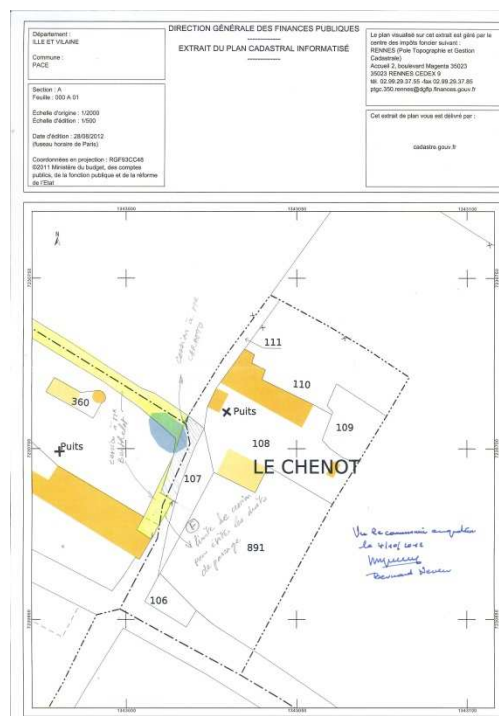 Département :
ILLE ET VILAINE
Commune :
PACE
Section : A
Feuille : 000 A 01
Échelle d'origine : 1/2000
Échelle d'édition : 1/500
Date d'édition : 28/08/2012
(fuseau horaire de Paris)
Coordonnées en projection : RGF93CC48
©2011 Ministère du budget, des comptes
publics, de la fonction publique et de la réforme
de l'Etat
DIRECTION GÉNÉRALE DES FINANCES PUBLIQUES
EXTRAIT DU PLAN CADASTRAL INFORMATISÉ
Le plan visualisé sur cet extrait est géré par le
centre des impôts foncier suivant :
RENNES (Pole Topographie et Gestion
Cadastrale)
Accueil 2, boulevard Magenta 35023
35023 RENNES CEDEX 9
tél. 02.99.29.37.55 -fax 02.99.29.37.85
ptgc.350.rennes@dgfip.finances.gouv.fr
Cet extrait de plan vous est délivré par :
cadastre.gouv.fr
N
111
110
109
360
Puits
Puits
108
LE CHENOT
107
891
106
limite de
de passage